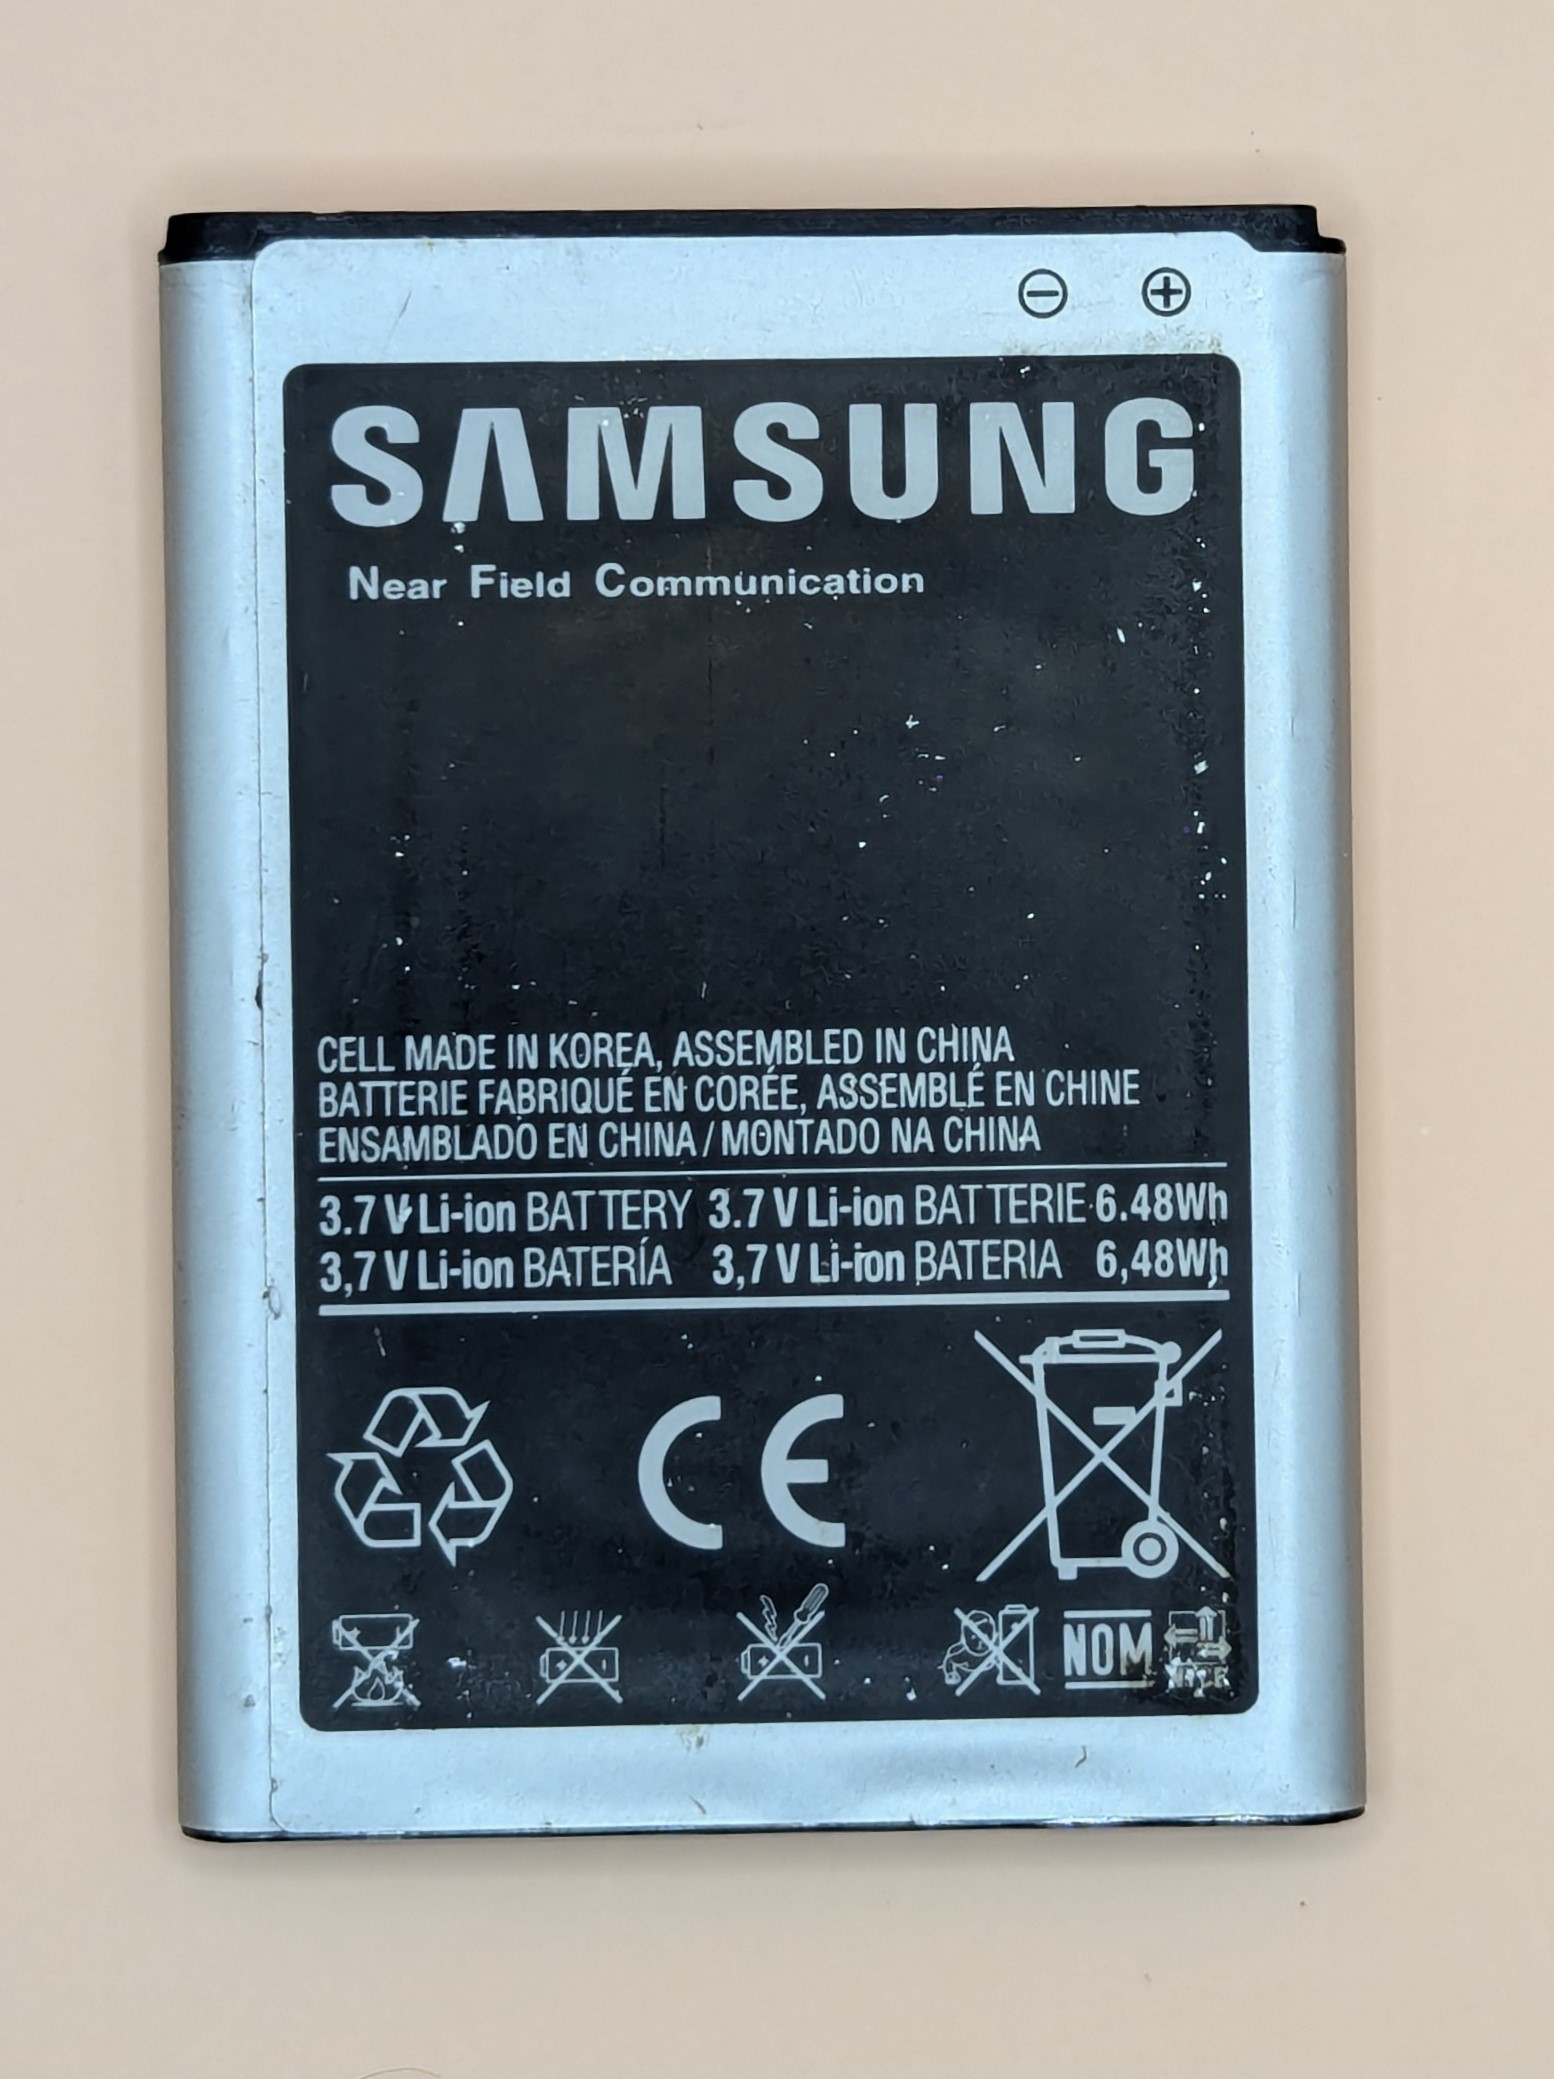 SAMSUNG
Near Field Communication
CELL MADE IN KOREA, ASSEMBLED IN CHINA
BATTERIE FABRIQUÉ EN CORÉE, ASSEMBLÉ EN CHINE
ENSAMBLADO EN CHINA / MONTADO NA CHINA
3.7 V Li-ion BATTERY 3.7 V Li-ion BATTERIE 6.48Wh
3,7 V Li-ion BATERÍA 3,7 V Li-ion BATERIA 6,48Wh
CE
NOM